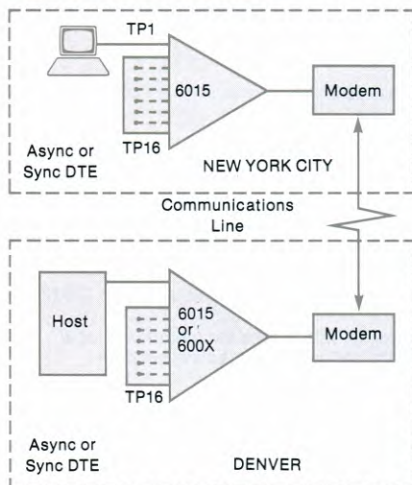 TP1
6015
Modem
TP16
Async or
Sync DTE
NEW YORK CITY
Communications
Line
Host
6015
or
600X
Modem
TP16
Async or
Sync DTE
DENVER